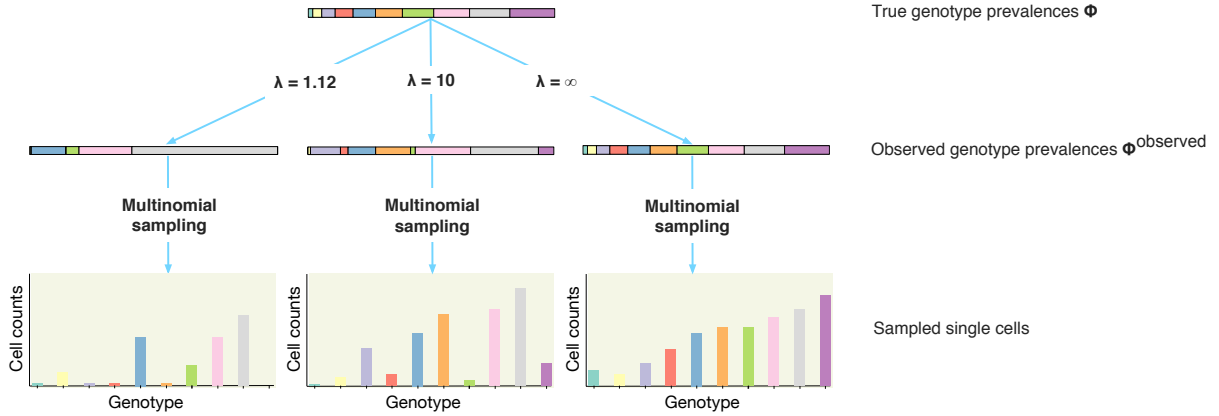 True genotype prevalences Φ
λ = 1.12
λ = 10
λ = ∞
Observed genotype prevalences Φobserved
Multinomial
sampling
Multinomial
sampling
Multinomial
sampling
Cell counts
Cell counts
Cell counts
Sampled single cells
Genotype
Genotype
Genotype